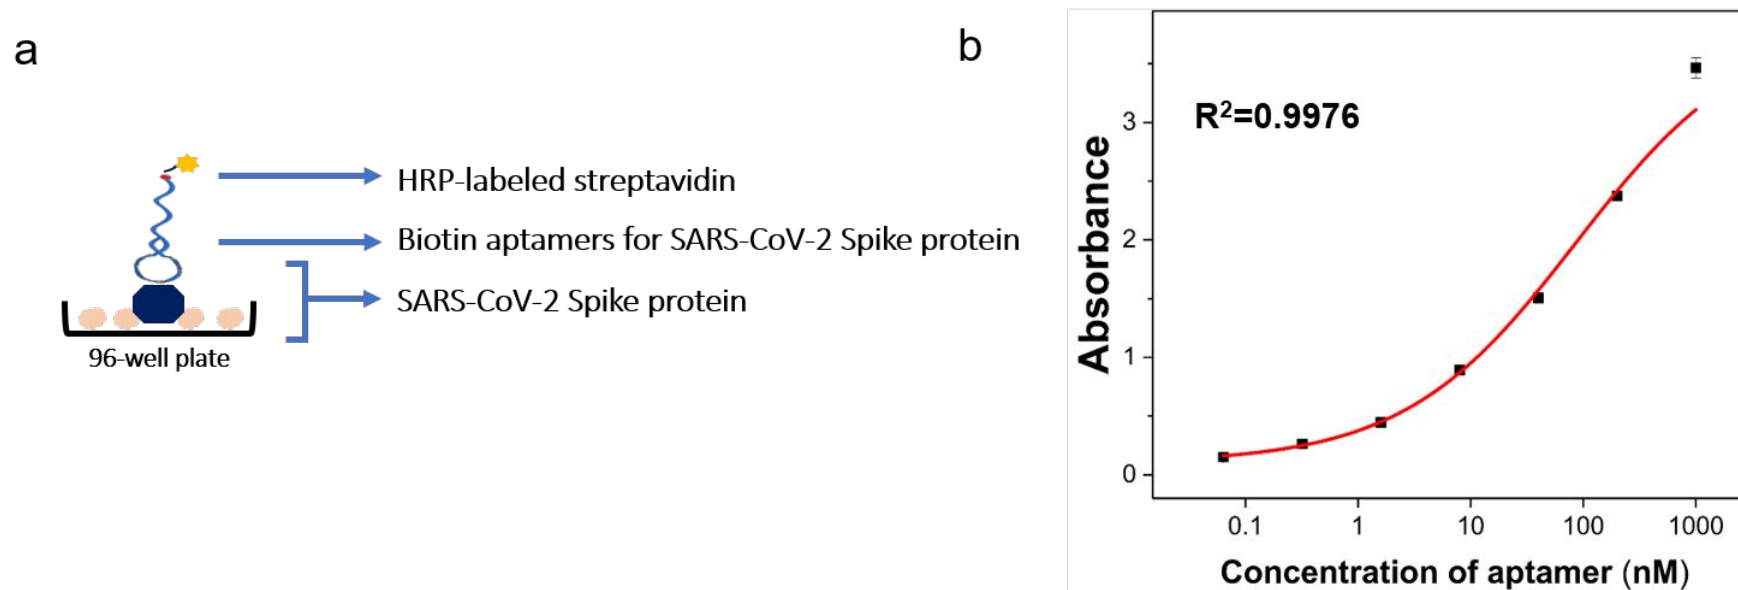 a
HRP-labeled streptavidin
Biotin aptamers for SARS-CoV-2 Spike protein
SARS-CoV-2 Spike protein
96-well plate
b
R²=0.9976
Absorbance
3
2
1
0
0.1 1 10 100 1000
Concentration of aptamer (nM)